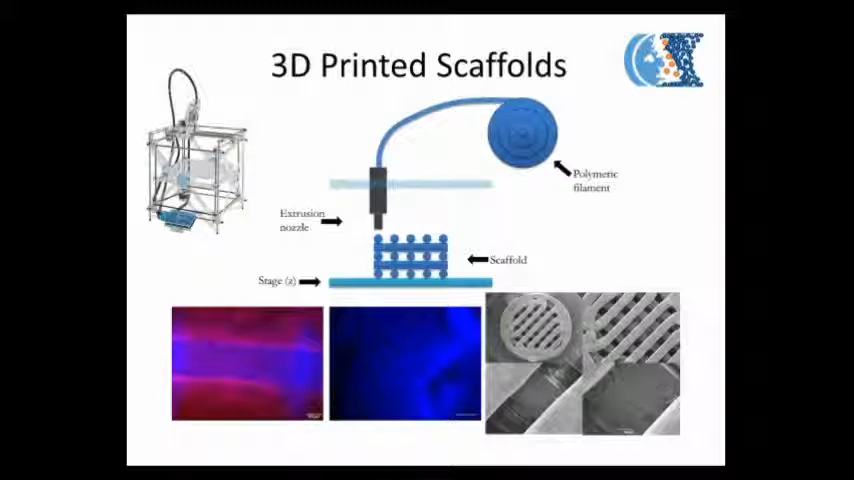 3D Printed Scaffolds
Polymeric
filament
Extrusion
nozzle
Scaffold
Stage (z)